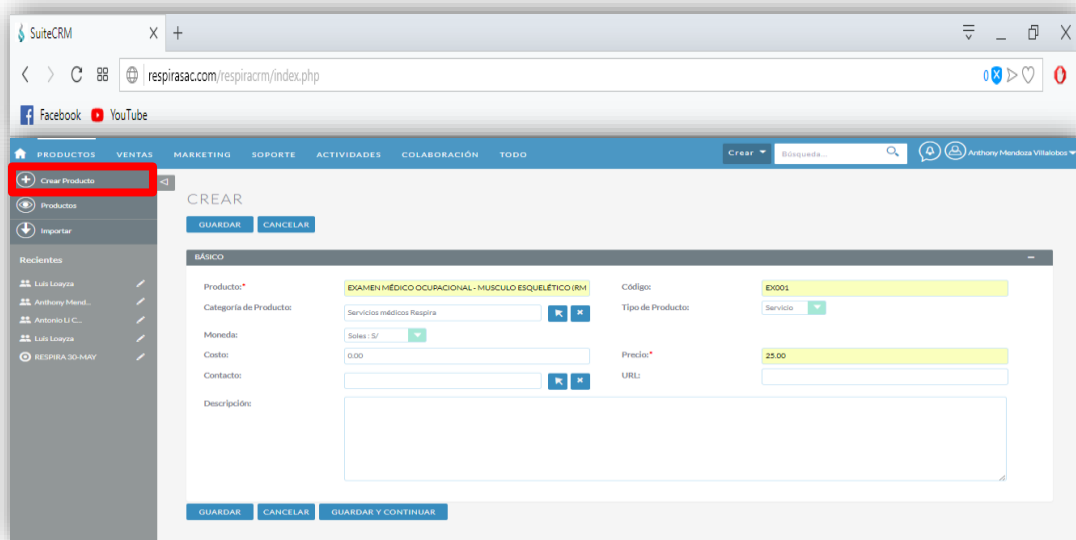 SuiteCRM
respirasac.com/respiracrm/index.php
0
Facebook YouTube
PRODUCTOS VENTAS MARKETING SOPORTE ACTIVIDADES COLABORACIÓN TODO Crear Búsqueda... Anthony Mendoza Villalobos
Crear Producto
Productos
Importar
Recientes
Luis Loayza
Anthony Mend...
Antonio Li C...
Luis Loayza
RESPIRA 30-MAY
CREAR
GUARDAR CANCELAR
BÁSICO
Producto:* EXAMEN MÉDICO OCUPACIONAL - MUSCULO ESQUELÉTICO (RM Código: EX001
Categoría de Producto: Servicios médicos Respira Tipo de Producto: Servicio
Moneda: Soles : S/
Costo: 0.00 Precio:* 25.00
Contacto: URL:
Descripción:
GUARDAR CANCELAR GUARDAR Y CONTINUAR